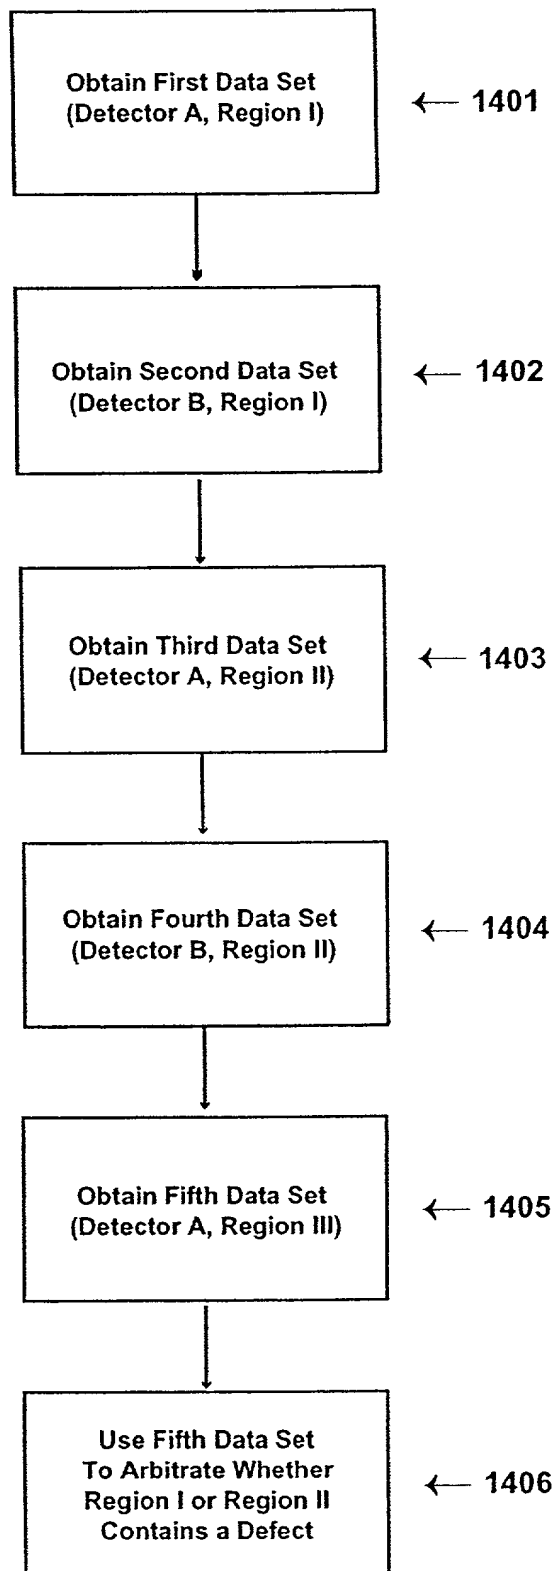 Obtain First Data Set
(Detector A, Region I)
1401
Obtain Second Data Set
(Detector B, Region I)
1402
Obtain Third Data Set
(Detector A, Region II)
1403
Obtain Fourth Data Set
(Detector B, Region II)
1404
Obtain Fifth Data Set
(Detector A, Region III)
1405
Use Fifth Data Set
To Arbitrate Whether
Region I or Region II
Contains a Defect
1406